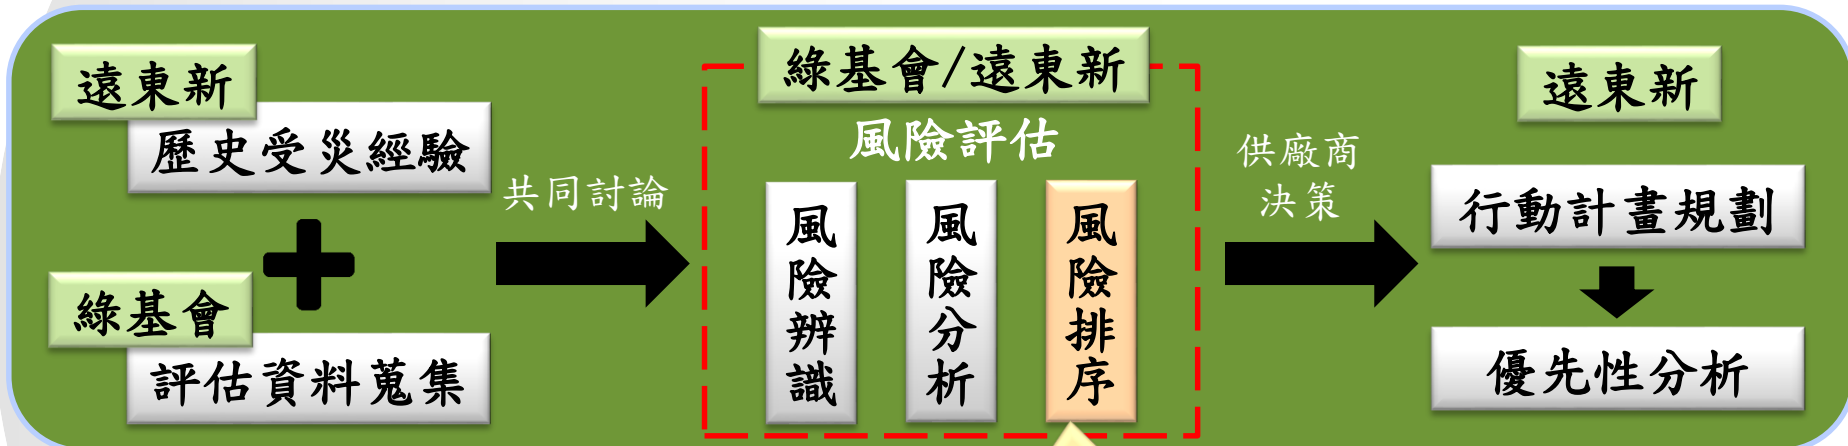 遠東新
歷史受災經驗
綠基會
評估資料蒐集
共同討論
綠基會/遠東新
風險評估
風險辨識
風險分析
風險排序
供廠商
決策
遠東新
行動計畫規劃
優先性分析